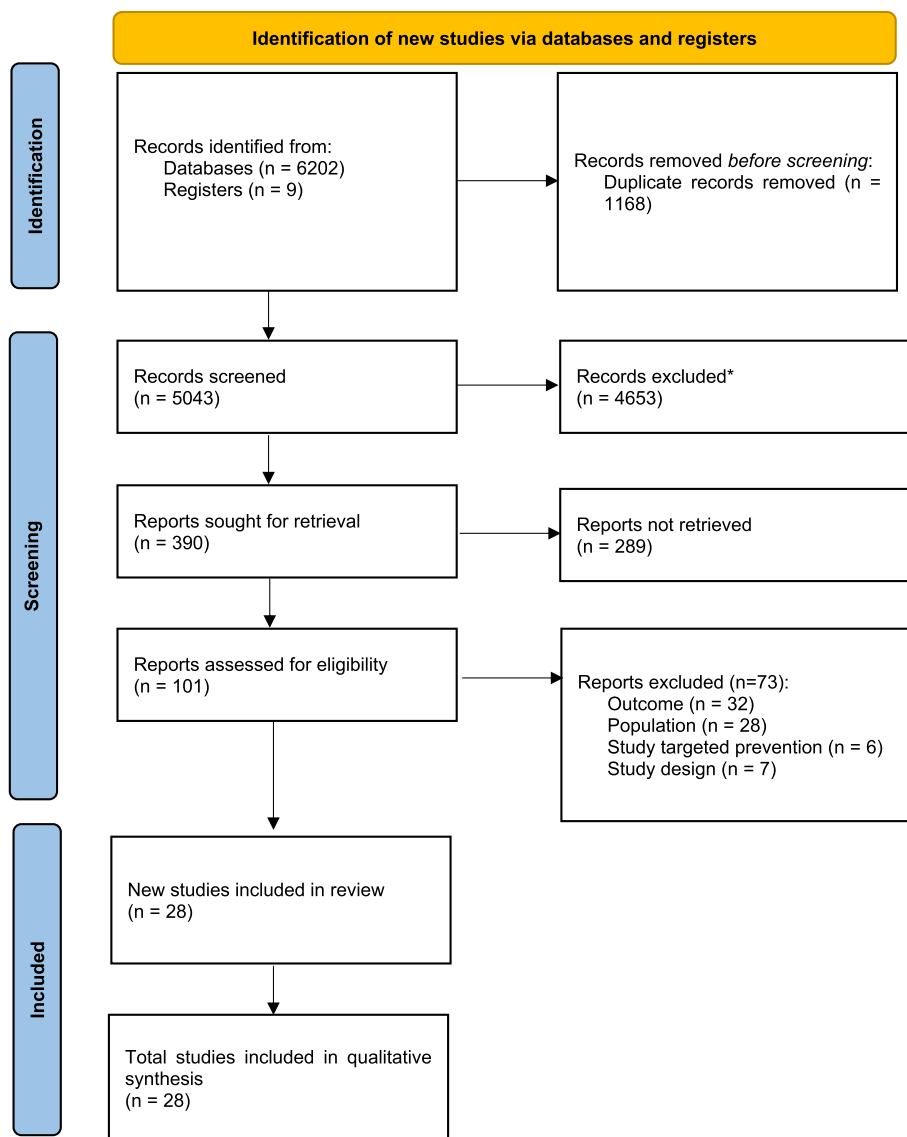 Identification of new studies via databases and registers
Identification
Records identified from:
Databases (n = 6202)
Registers (n = 9)
Records removed before screening:
Duplicate records removed (n =
1168)
Screening
Records screened
(n = 5043)
Records excluded*
(n = 4653)
Reports sought for retrieval
(n = 390)
Reports not retrieved
(n = 289)
Reports assessed for eligibility
(n = 101)
Reports excluded (n=73):
Outcome (n = 32)
Population (n = 28)
Study targeted prevention (n = 6)
Study design (n = 7)
Included
New studies included in review
(n = 28)
Total studies included in qualitative
synthesis
(n = 28)